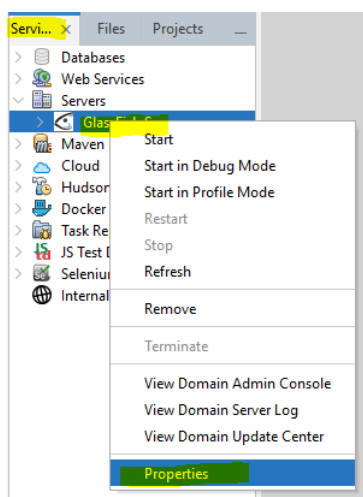 Servi... × Files Projects
Databases
Web Services
Servers
Start
Maven
Start in Debug Mode
Cloud
Start in Profile Mode
Hudson
Restart
Docker
Stop
Task Re
Refresh
JS Test
Seleniu
Internal
Remove
Terminate
View Domain Admin Console
View Domain Server Log
View Domain Update Center
Properties